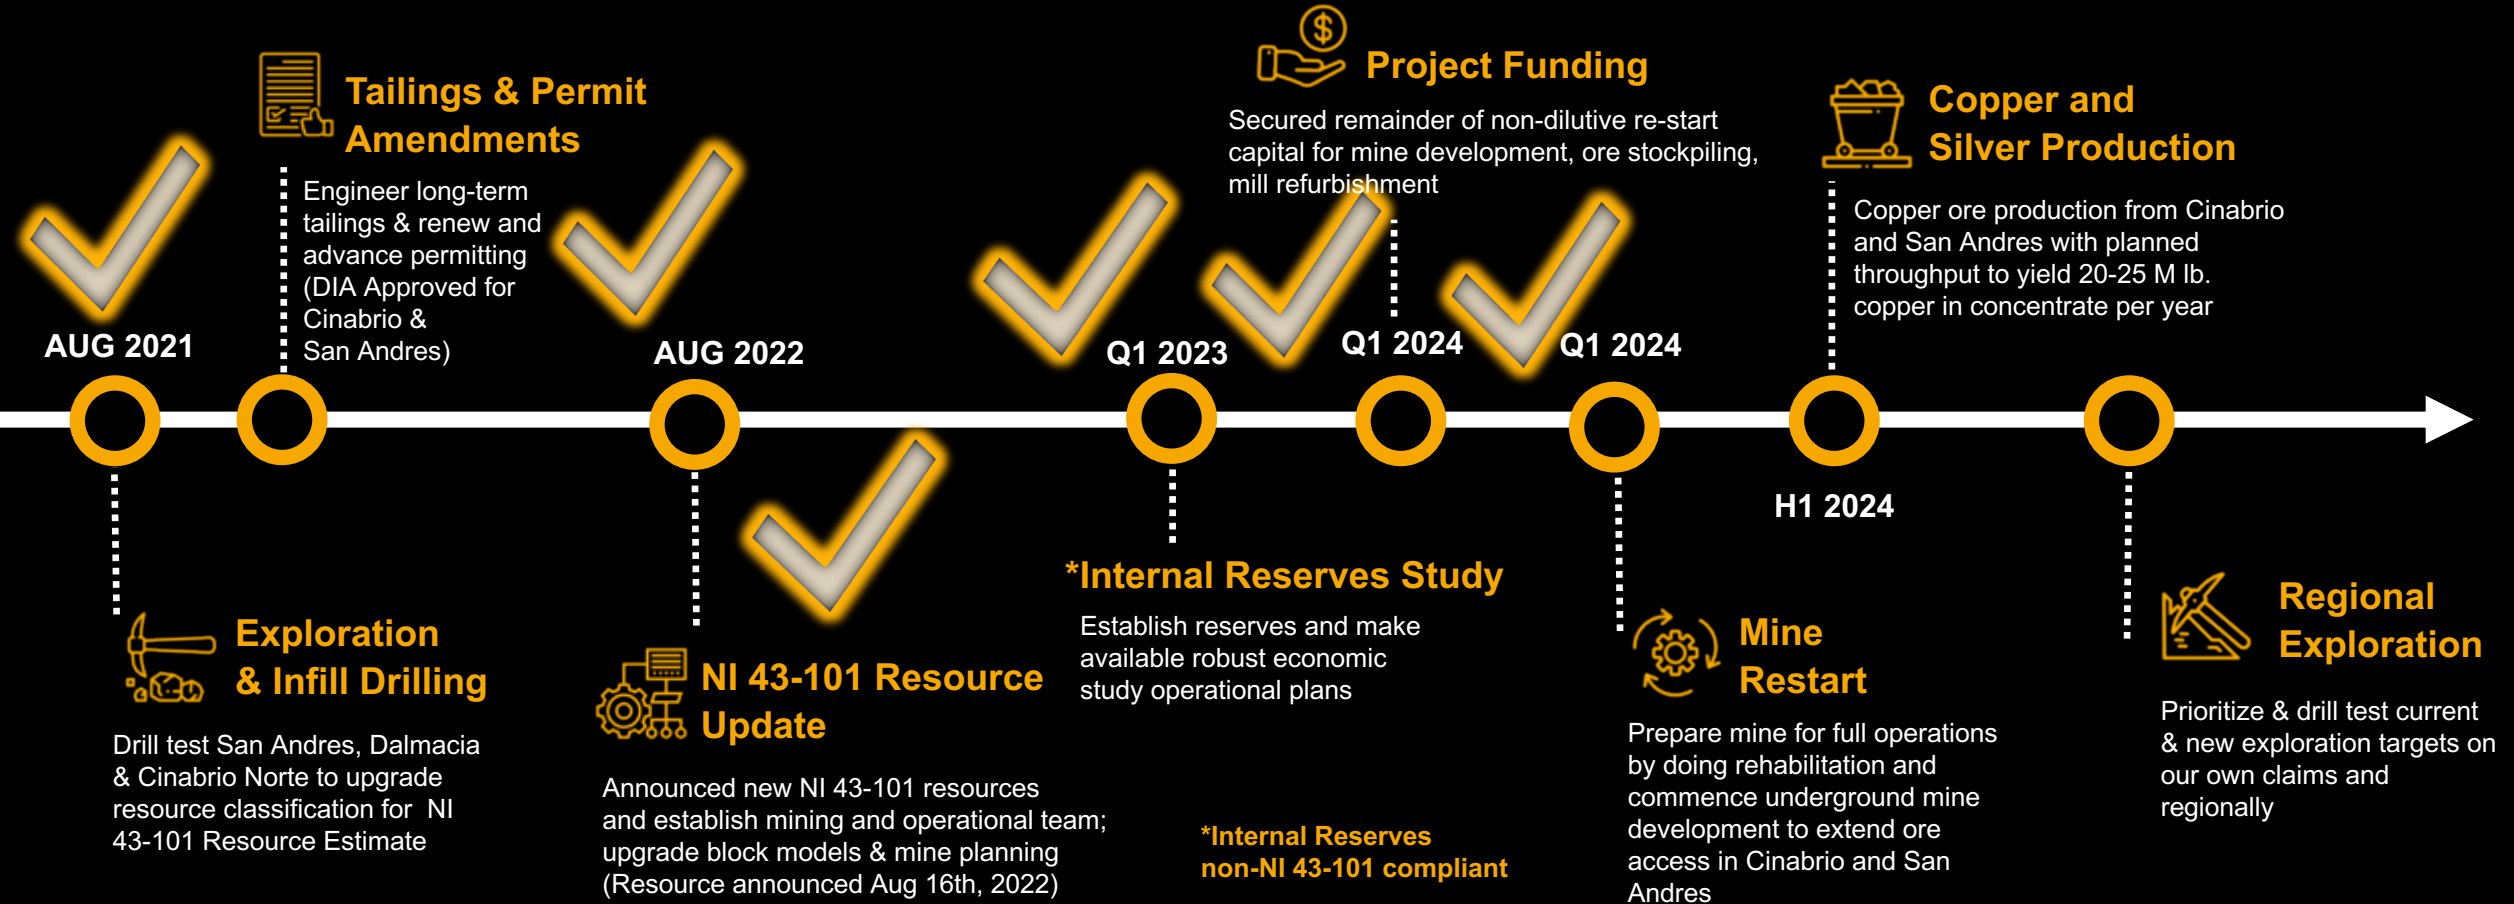 Tailings & Permit
Amendments
Engineer long-term
tailings & renew and
advance permitting
(DIA Approved for
Cinabrio &
San Andres)
$
Project Funding
Secured remainder of non-dilutive re-start
capital for mine development, ore stockpiling,
mill refurbishment
Copper and
Silver Production
Copper ore production from Cinabrio
and San Andres with planned
throughput to yield 20-25 M lb.
copper in concentrate per year
AUG 2021
AUG 2022
Q1 2023
Q1 2024
Q1 2024
H1 2024
Exploration
& Infill Drilling
Drill test San Andres, Dalmacia
& Cinabrio Norte to upgrade
resource classification for NI
43-101 Resource Estimate
NI 43-101 Resource
Update
Announced new NI 43-101 resources
and establish mining and operational team;
upgrade block models & mine planning
(Resource announced Aug 16th, 2022)
*Internal Reserves Study
Establish reserves and make
available robust economic
study operational plans
*Internal Reserves
non-NI 43-101 compliant
Mine
Restart
Prepare mine for full operations
by doing rehabilitation and
commence underground mine
development to extend ore
access in Cinabrio and San
Andres
Regional
Exploration
Prioritize & drill test current
& new exploration targets on
our own claims and
regionally